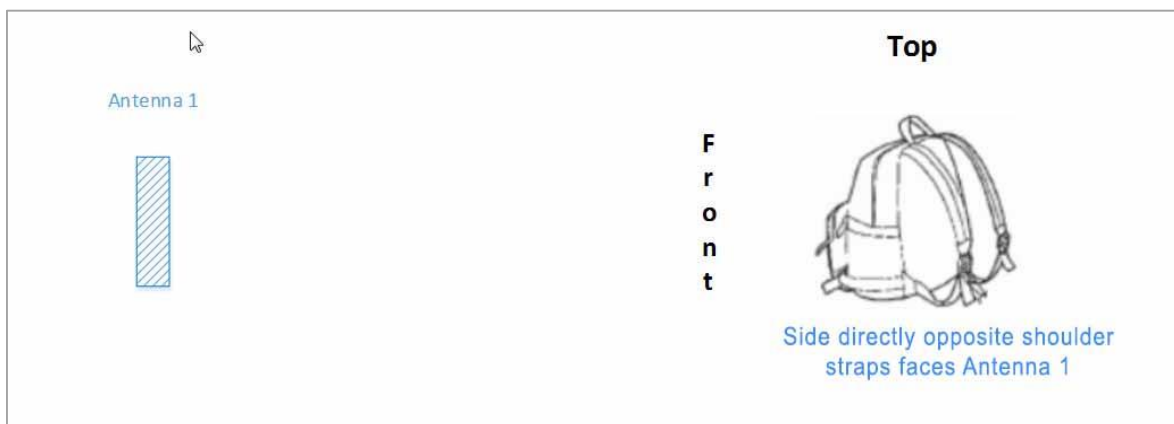 Top
Antenna 1
F
r
o
n
t
Side directly opposite shoulder
straps faces Antenna 1